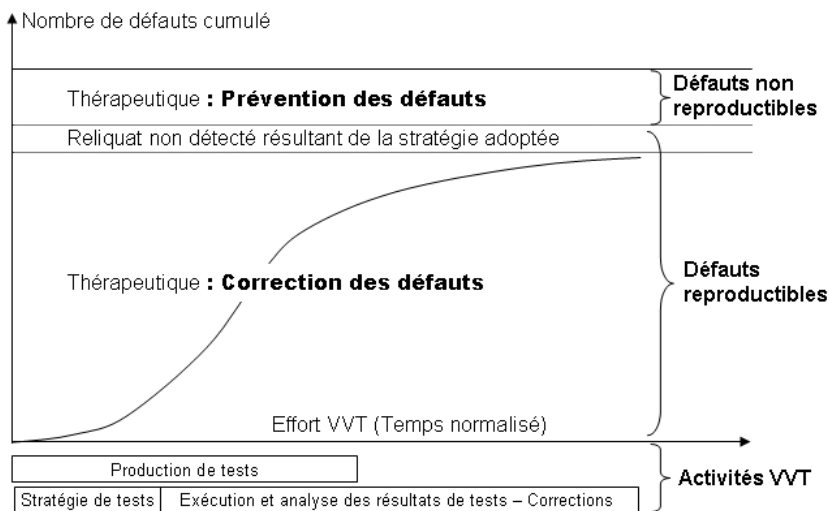 Nombre de défauts cumulé
Thérapeutique : Prévention des défauts
Défauts non
reproductibles
Reliquat non détecté résultant de la stratégie adoptée
Thérapeutique : Correction des défauts
Défauts
reproductibles
Effort VVT (Temps normalisé)
Production de tests
Activités VVT
Stratégie de tests
Exécution et analyse des résultats de tests – Corrections